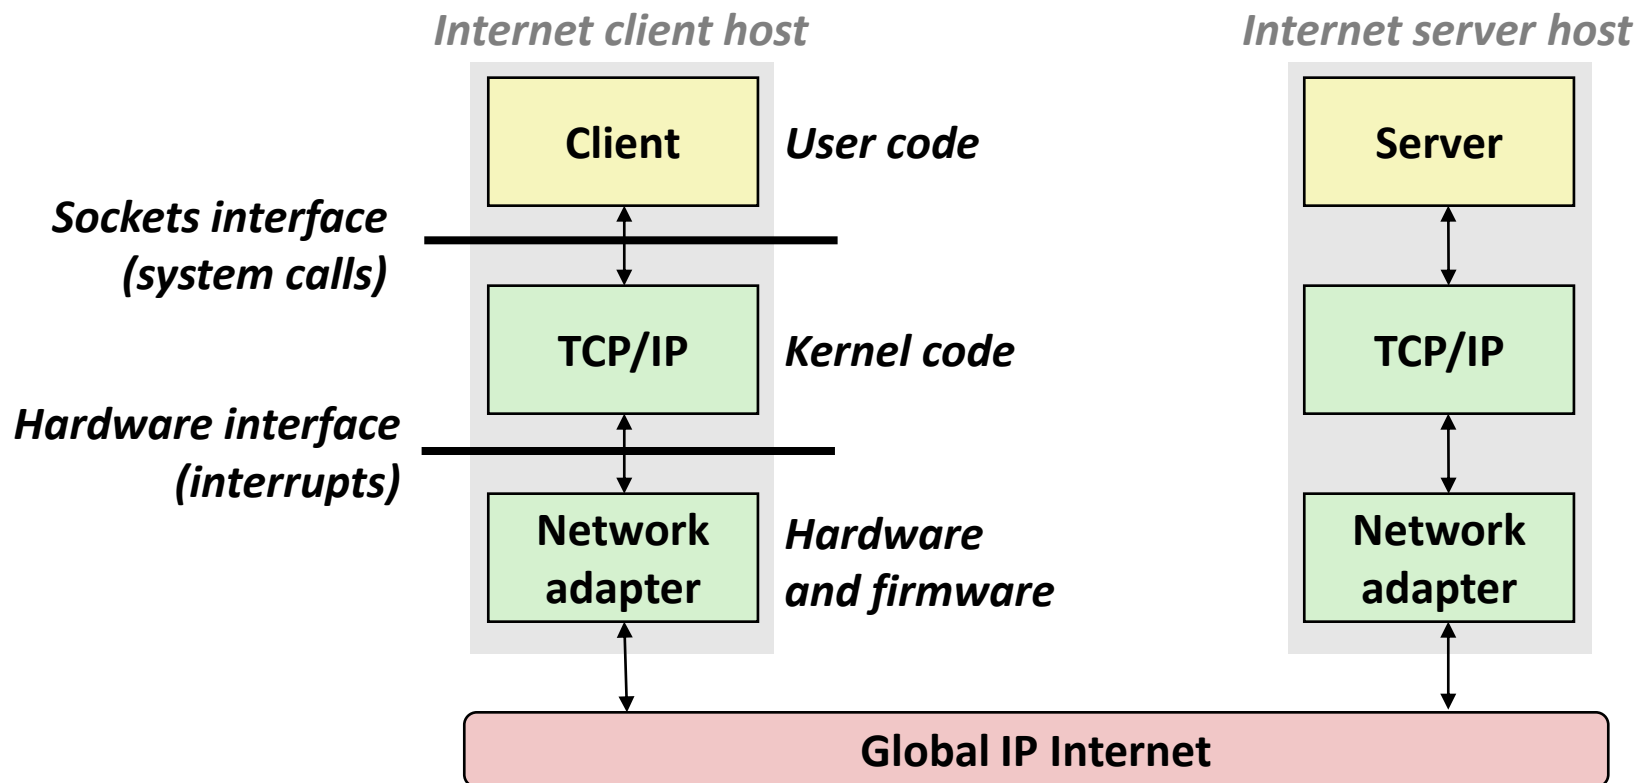 Internet client host
Internet server host
Client
User code
Server
Sockets interface
(system calls)
TCP/IP
Kernel code
TCP/IP
Hardware interface
(interrupts)
Network
adapter
Hardware
and firmware
Network
adapter
Global IP Internet